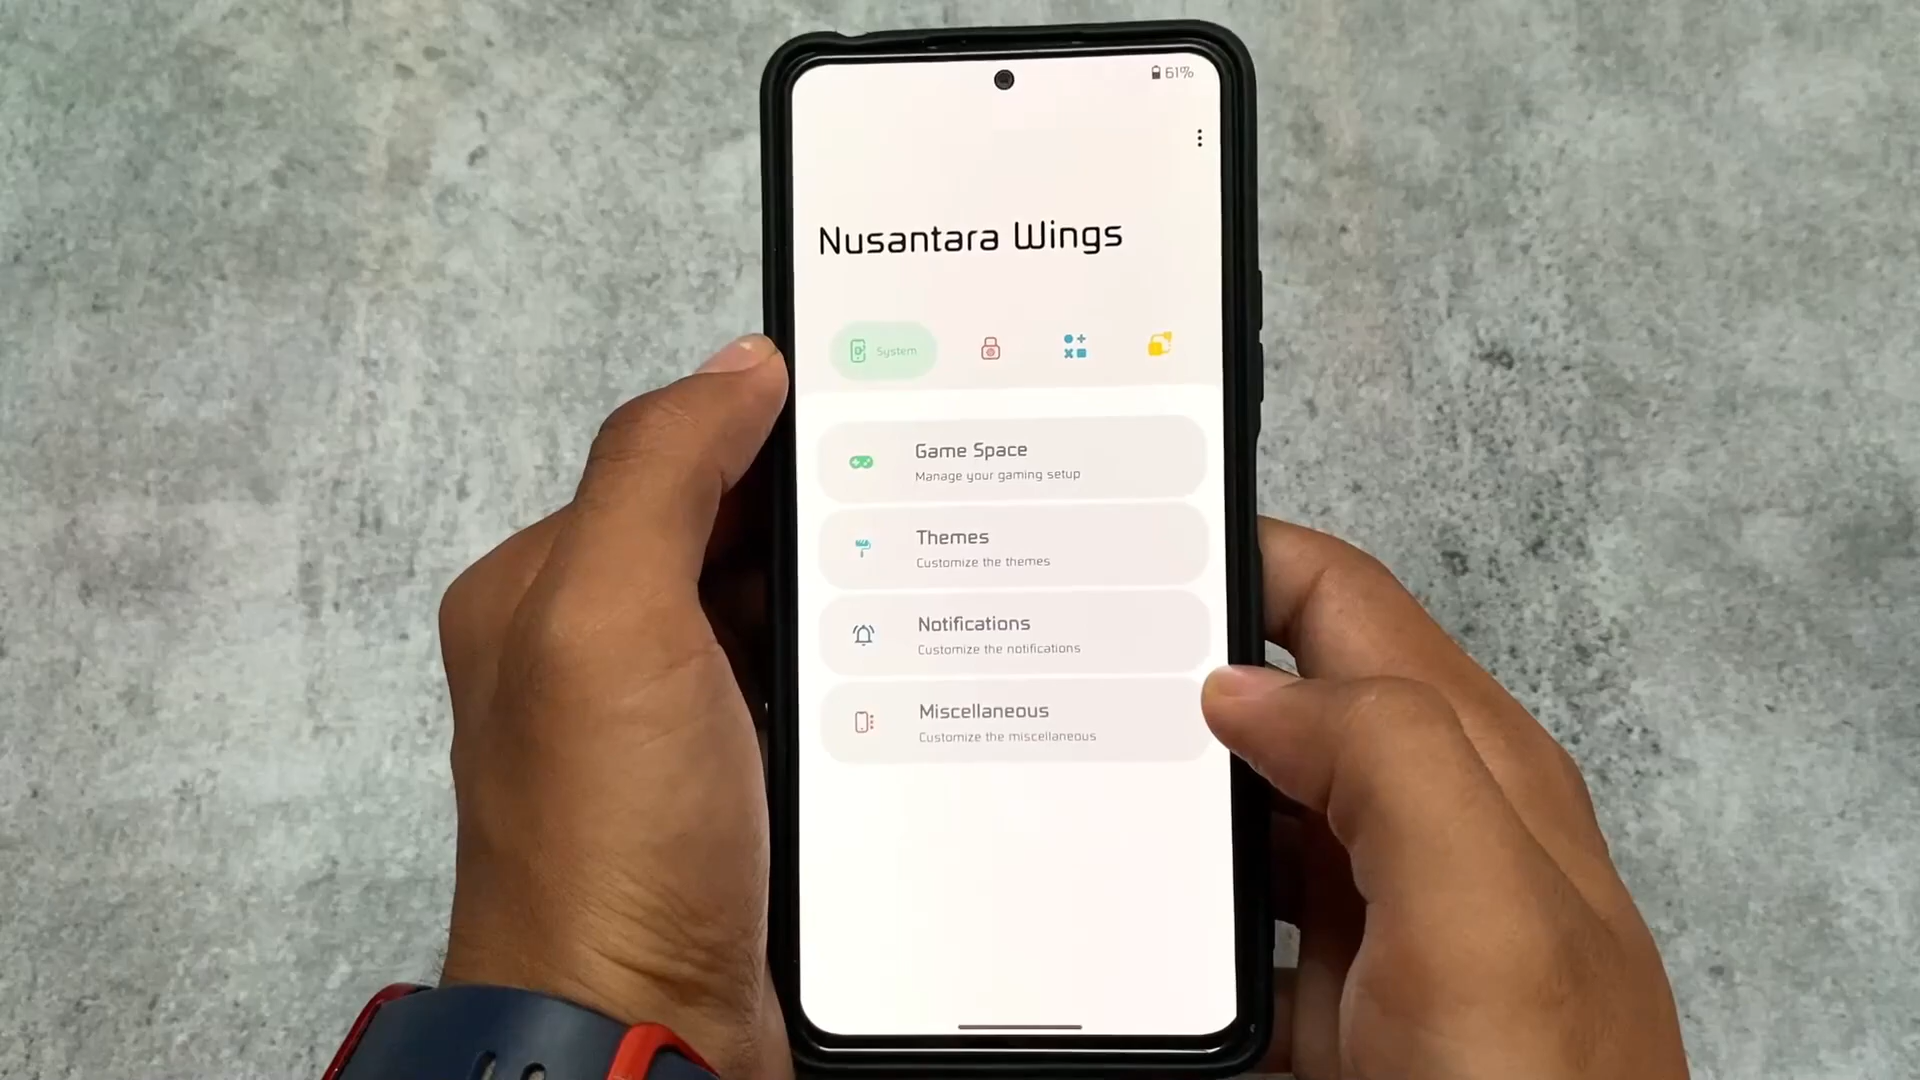 61%
Nusantara Wings
System
Game Space
Manage your gaming setup
Themes
Customize the themes
Notifications
Customize the notifications
Miscellaneous
Customize the miscellaneous